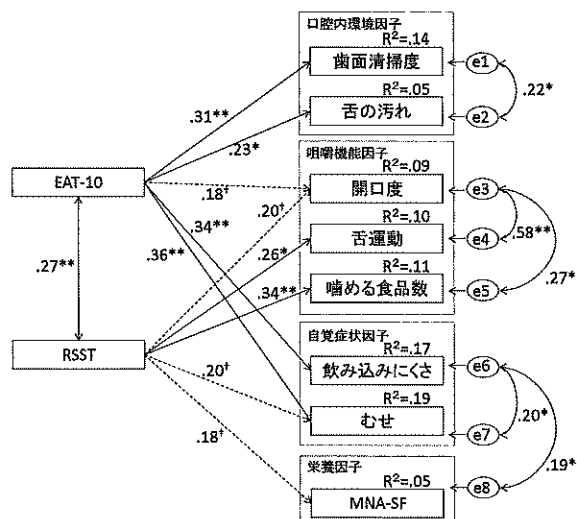 口腔内環境因子
R²=.14
歯面清掃度
e1
R²=.05
舌の汚れ
e2
.22*
.31**
.23*
咀嚼機能因子
R²=.09
EAT-10
.18†
開口度
e3
.20†
R²=.10
.34**
舌運動
e4
.58**
.36**
.26*
R²=.11
.27**
.34**
噛める食品数
e5
.27*
自覚症状因子
RSST
R²=.17
飲み込みにくさ
e6
.20†
R²=.19
むせ
e7
.20*
.18†
栄養因子
R²=.05
e8
.19*
MNA-SF